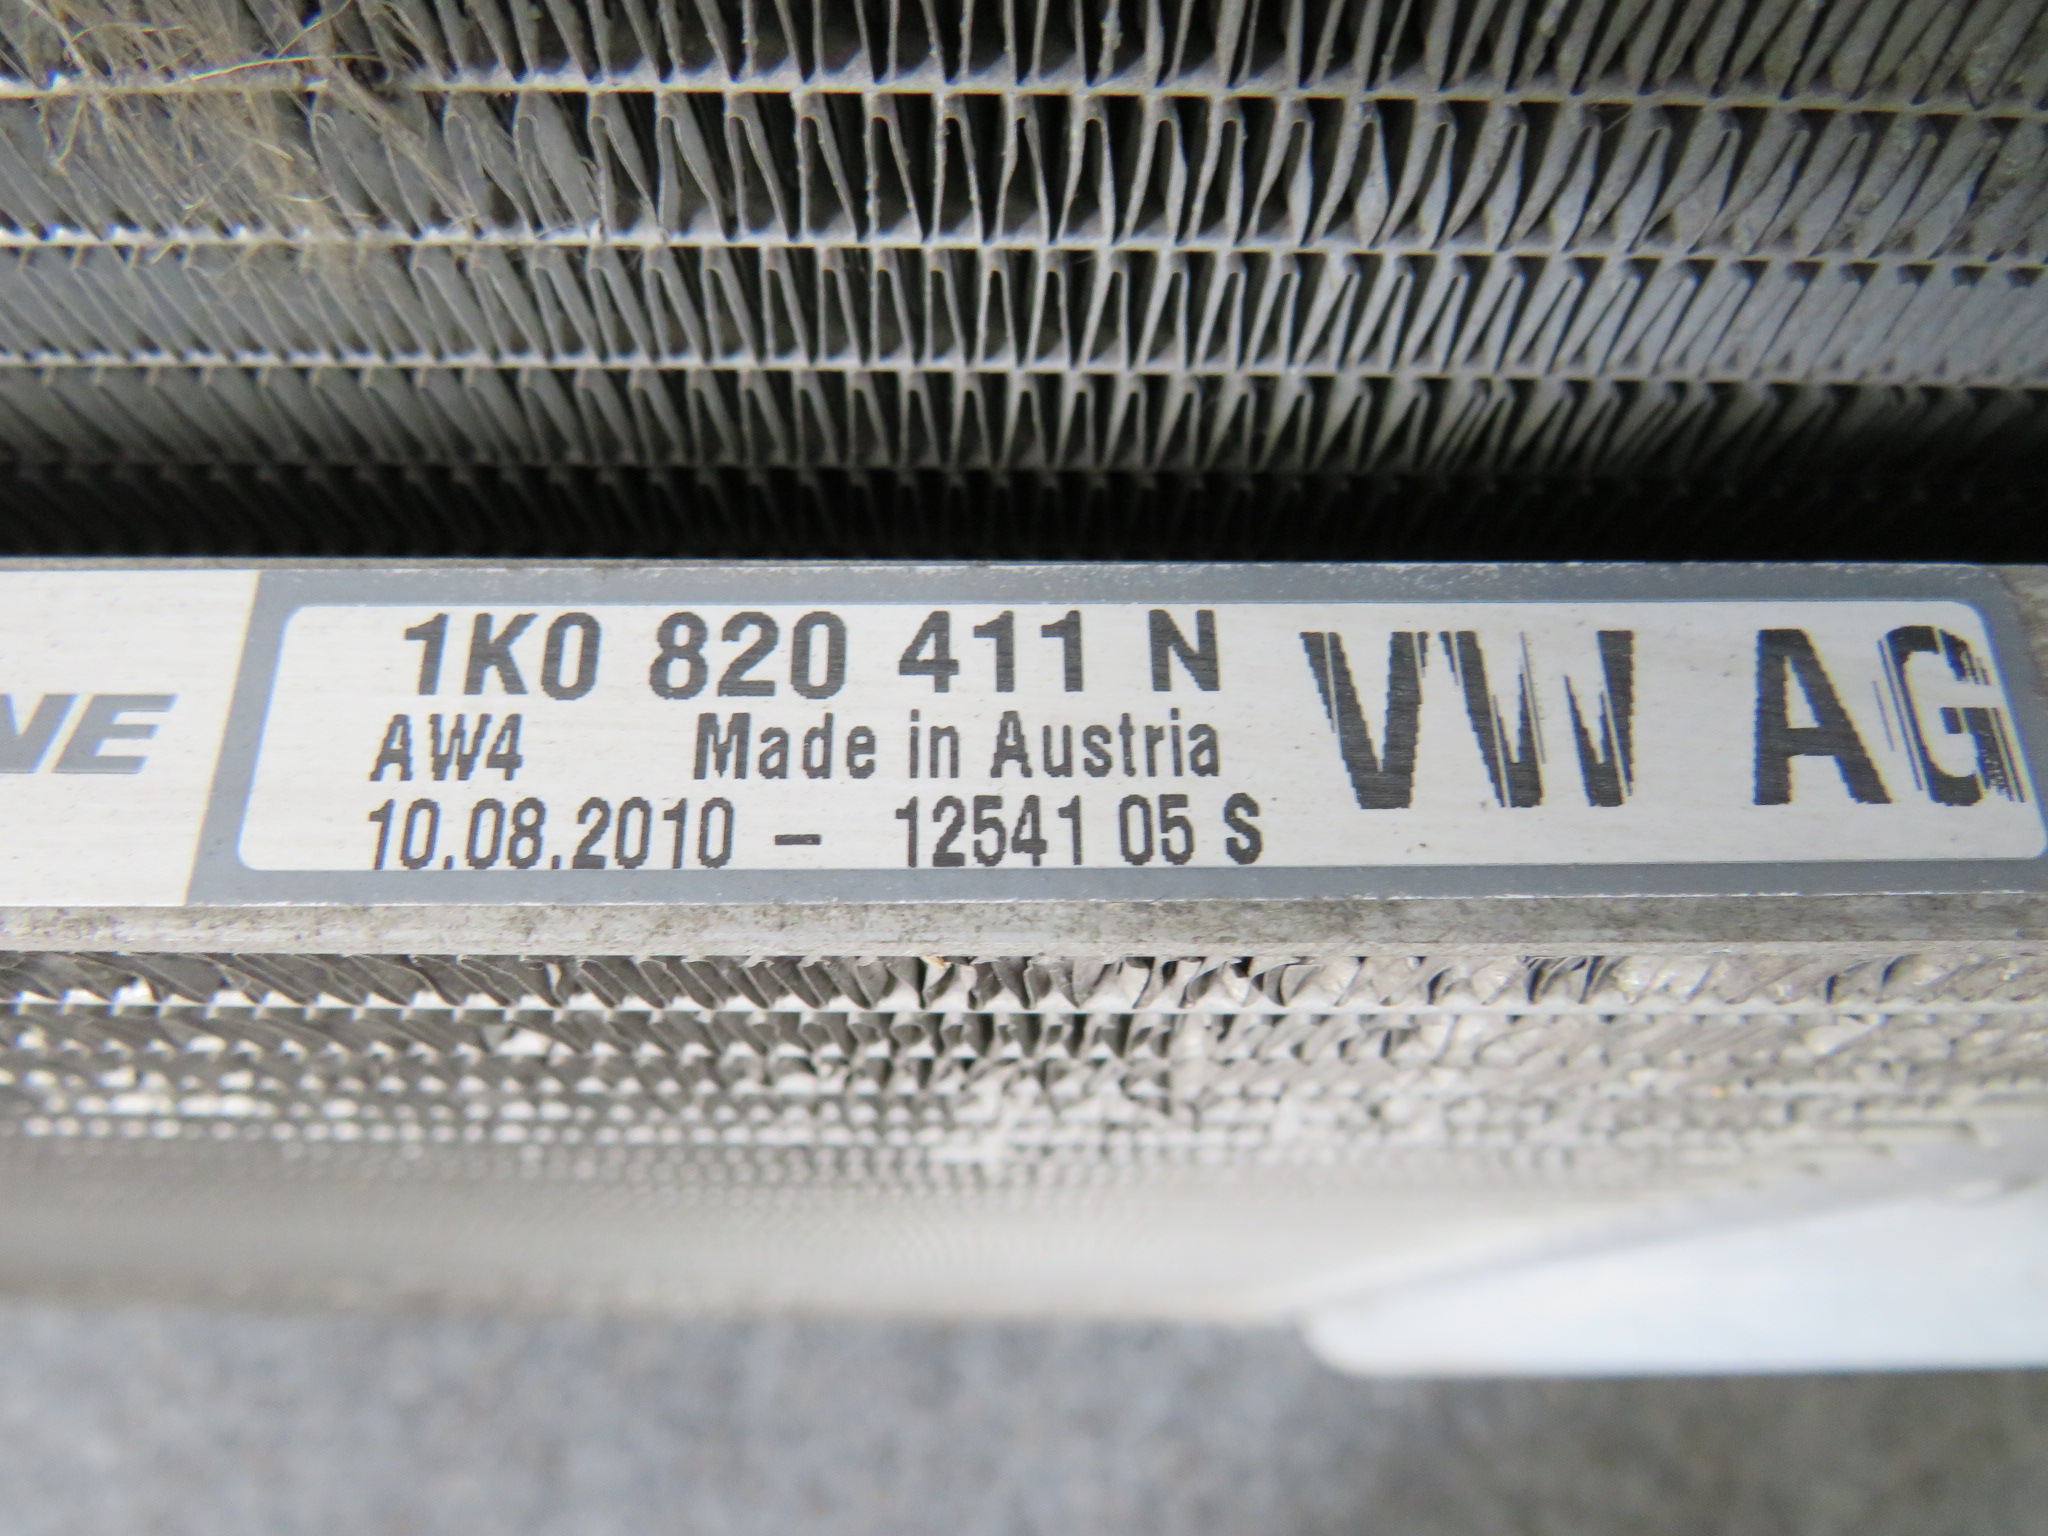 1K0 820 411 N
AW4 Made in Austria
10.08.2010 - 12541 05 S
VW AG
NE